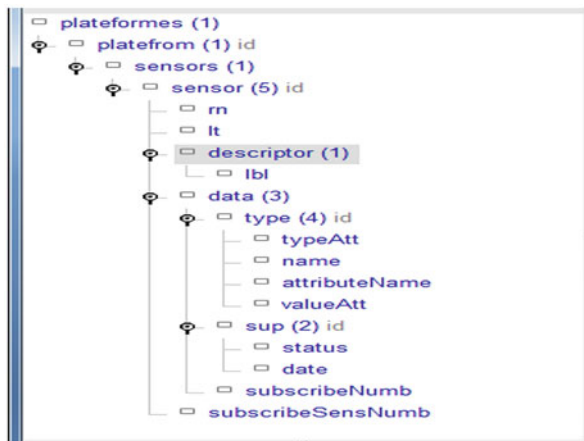 plateformes (1)
platefrom (1) id
sensors (1)
sensor (5) id
rn
lt
descriptor (1)
lbl
data (3)
type (4) id
typeAtt
name
attributeName
valueAtt
sup (2) id
status
date
subscribeNumb
subscribeSensNumb